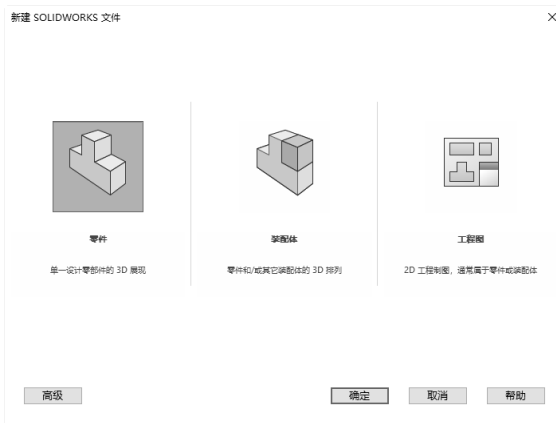 新建 SOLIDWORKS 文件
零件
装配体
工程图
单一设计零部件的 3D 展现
零件和/或其它装配体的 3D 排列
2D 工程制图，通常属于零件或装配体
高级
确定
取消
帮助